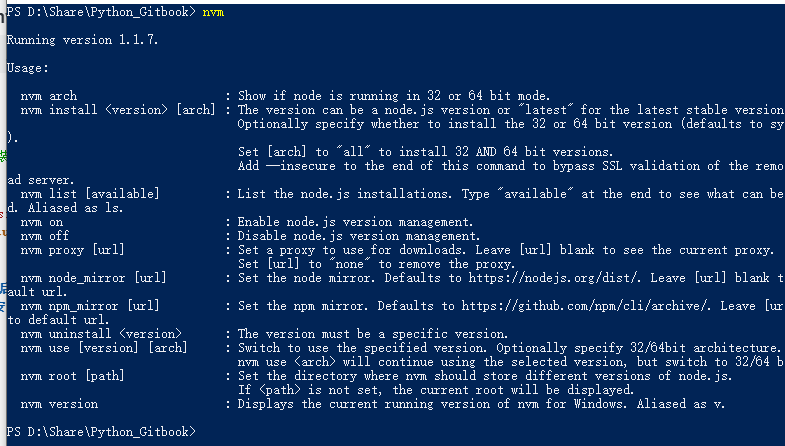 PS D:\Share\Python_Gitbook> nvm
Running version 1.1.7.
Usage:
nvm arch : Show if node is running in 32 or 64 bit mode.
nvm install <version> [arch] : The version can be a node.js version or "latest" for the latest stable version
Optionally specify whether to install the 32 or 64 bit version (defaults to sy
).
Set [arch] to "all" to install 32 AND 64 bit versions.
Add --insecure to the end of this command to bypass SSL validation of the remo
ad server.
nvm list [available] : List the node.js installations. Type "available" at the end to see what can be
d. Aliased as ls.
nvm on : Enable node.js version management.
nvm off : Disable node.js version management.
nvm proxy [url] : Set a proxy to use for downloads. Leave [url] blank to see the current proxy.
Set [url] to "none" to remove the proxy.
nvm node_mirror [url] : Set the node mirror. Defaults to https://nodejs.org/dist/. Leave [url] blank t
ault url.
nvm npm_mirror [url] : Set the npm mirror. Defaults to https://github.com/npm/cli/archive/. Leave [ur
to default url.
nvm uninstall <version> : The version must be a specific version.
nvm use [version] [arch] : Switch to use the specified version. Optionally specify 32/64bit architecture.
nvm use <arch> will continue using the selected version, but switch to 32/64 b
nvm root [path] : Set the directory where nvm should store different versions of node.js.
If <path> is not set, the current root will be displayed.
nvm version : Displays the current running version of nvm for Windows. Aliased as v.
PS D:\Share\Python_Gitbook>